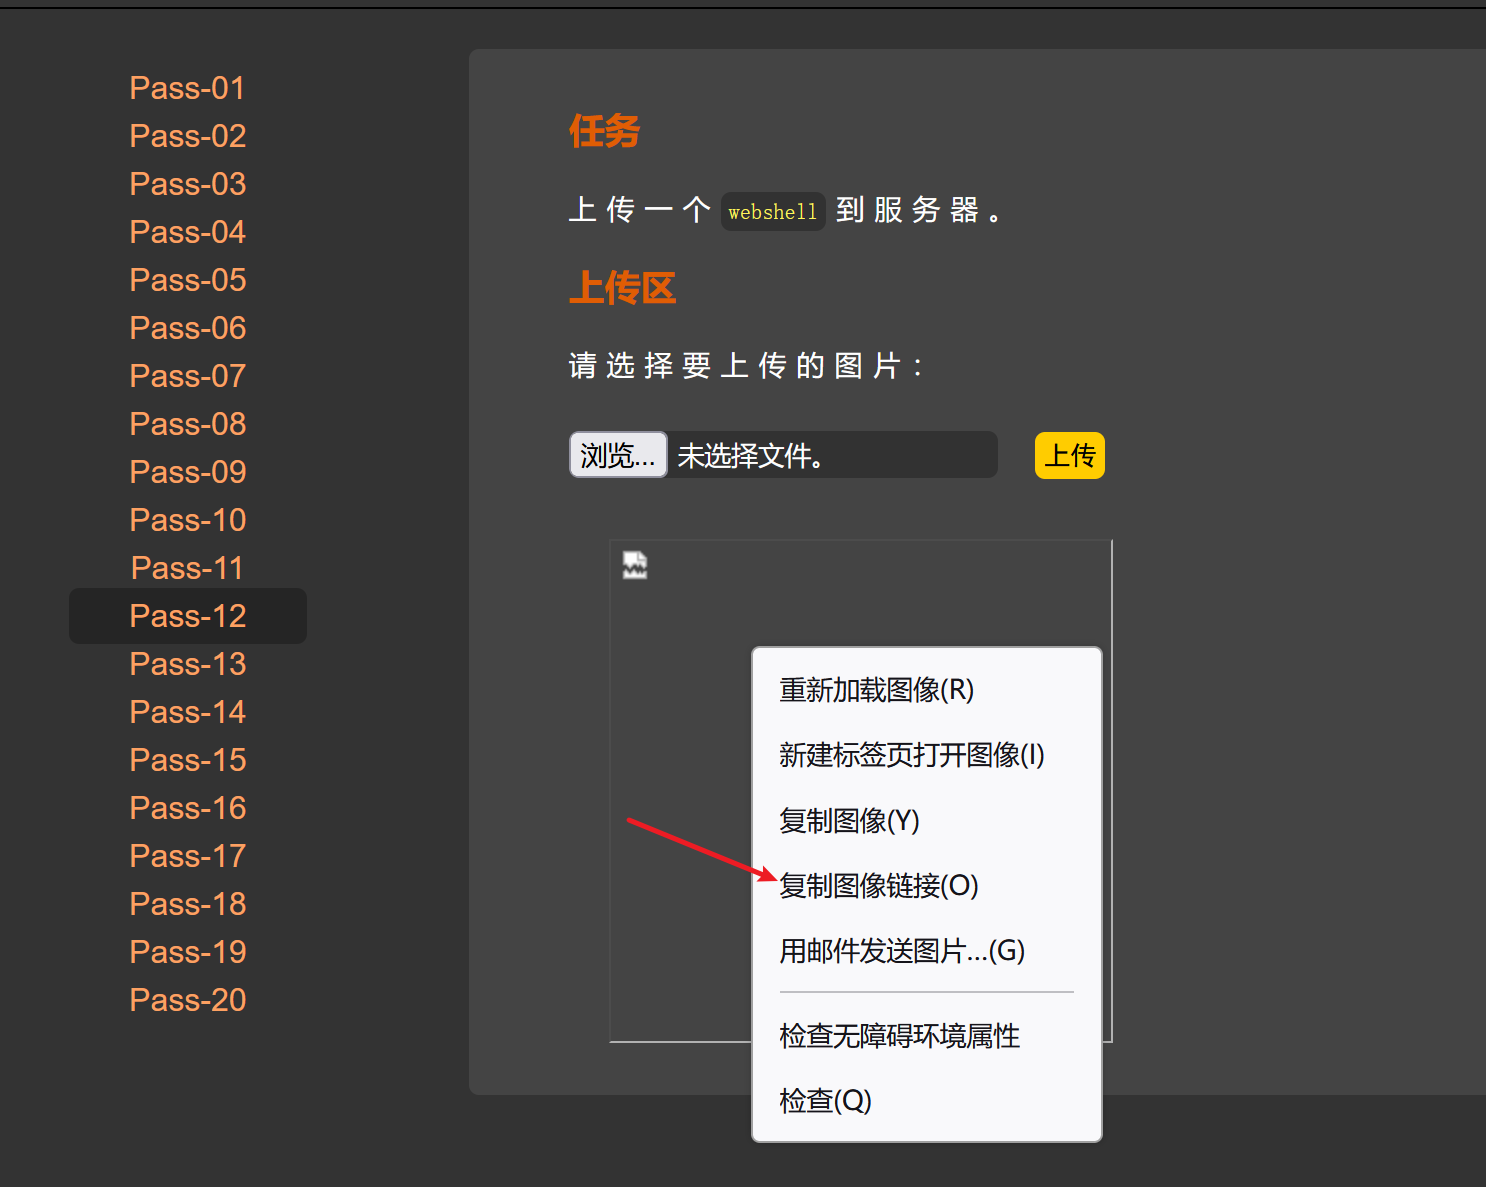 Pass-01
Pass-02
Pass-03
Pass-04
Pass-05
Pass-06
Pass-07
Pass-08
Pass-09
Pass-10
Pass-11
Pass-12
Pass-13
Pass-14
Pass-15
Pass-16
Pass-17
Pass-18
Pass-19
Pass-20
任务
上传一个 webshell 到服务器。
上传区
请选择要上传的图片：
浏览... 未选择文件。 上传
重新加载图像(R)
新建标签页打开图像(I)
复制图像(Y)
复制图像链接(O)
用邮件发送图片...(G)
检查无障碍环境属性
检查(Q)